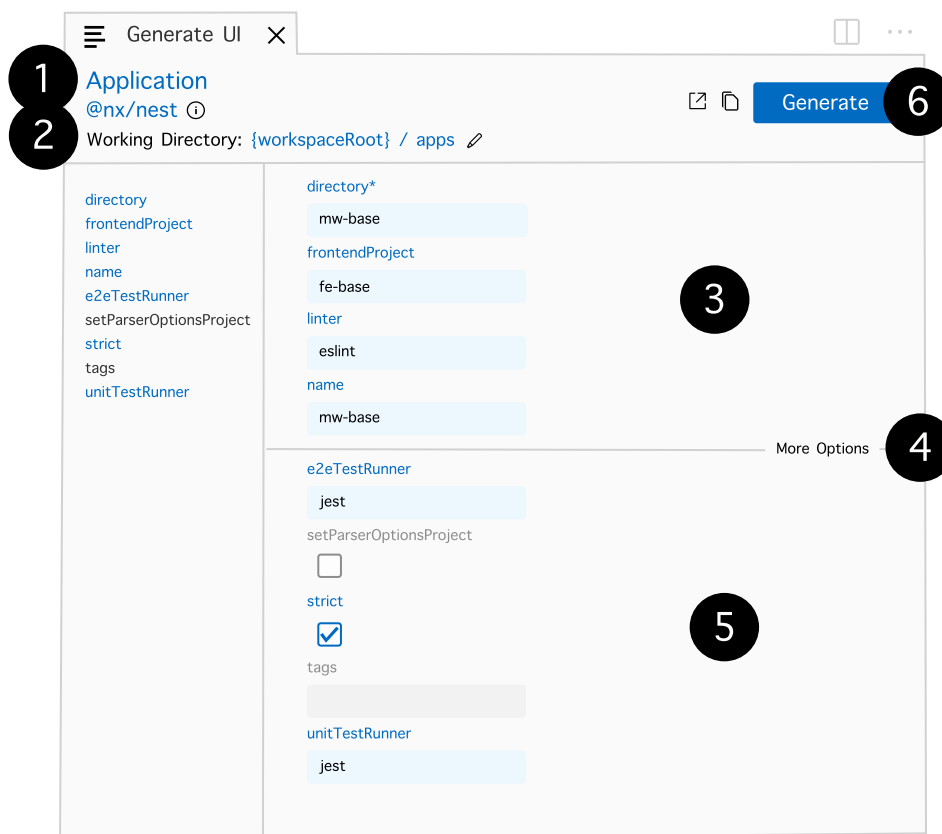 Generate UI
1
Application
@nx/nest
Generate
6
2
Working Directory: {workspaceRoot} / apps
directory
frontendProject
linter
name
e2eTestRunner
setParserOptionsProject
strict
tags
unitTestRunner
directory*
mw-base
frontendProject
fe-base
3
linter
eslint
name
mw-base
More Options
4
e2eTestRunner
jest
setParserOptionsProject
strict
5
tags
unitTestRunner
jest